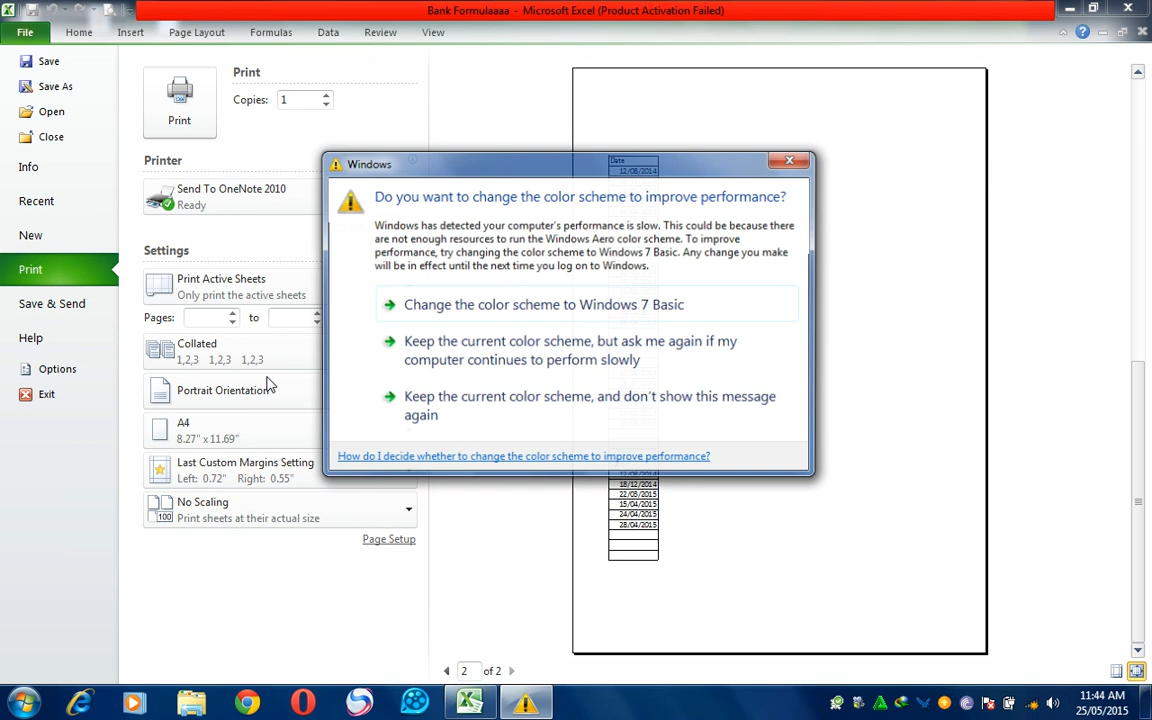 Bank Formulaaaa - Microsoft Excel (Product Activation Failed)
File Home Insert Page Layout Formulas Data Review View
Save
Save As
Open
Close
Info
Recent
New
Print
Save & Send
Help
Options
Exit
Print
Print
Copies: 1
Printer
Send To OneNote 2010
Ready
Settings
Print Active Sheets
Only print the active sheets
Pages: to
Collated
1,2,3 1,2,3 1,2,3
Portrait Orientation
A4
8.27" x 11.69"
Last Custom Margins Setting
Left: 0.72" Right: 0.55"
No Scaling
100
Print sheets at their actual size
Page Setup
Windows
Do you want to change the color scheme to improve performance?
Windows has detected your computer's performance is slow. This could be because there
are not enough resources to run the Windows Aero color scheme. To improve
performance, try changing the color scheme to Windows 7 Basic. Any change you make
will be in effect until the next time you log on to Windows.
Change the color scheme to Windows 7 Basic
Keep the current color scheme, but ask me again if my
computer continues to perform slowly
Keep the current color scheme, and don't show this message
again
How do I decide whether to change the color scheme to improve performance?
Date
12/08/2014
18/12/2014
22/03/2015
15/04/2015
24/04/2015
28/04/2015
2 of 2
11:44 AM
25/05/2015